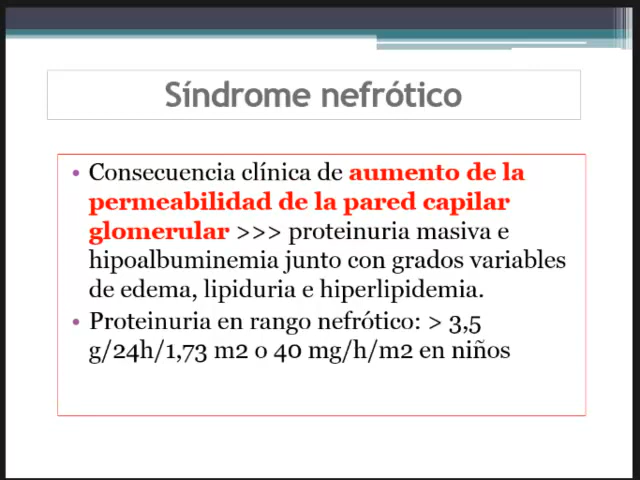 Síndrome nefrótico
• Consecuencia clínica de aumento de la
permeabilidad de la pared capilar
glomerular >>> proteinuria masiva e
hipoalbuminemia junto con grados variables
de edema, lipiduria e hiperlipidemia.
• Proteinuria en rango nefrótico: > 3,5
g/24h/1,73 m2 o 40 mg/h/m2 en niños